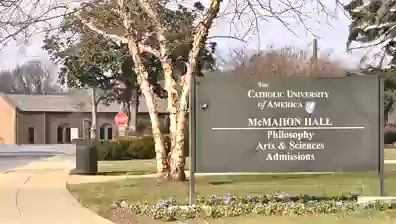 THE
CATHOLIC UNIVERSITY
of AMERICA
MCMAHON HALL
Philosophy
Arts & Sciences
Admissions